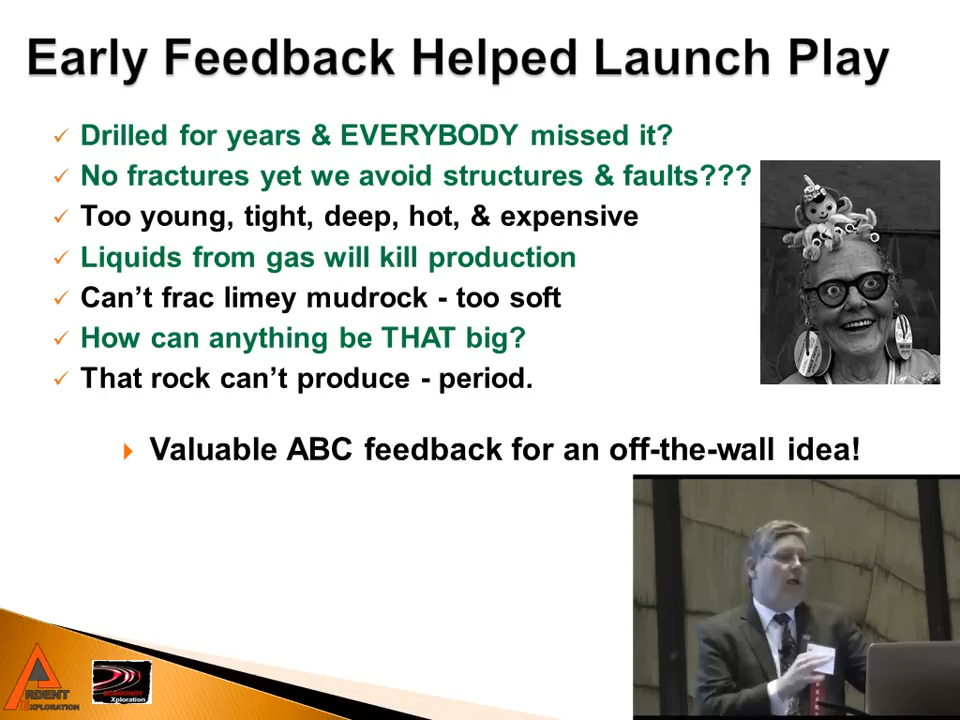 Early Feedback Helped Launch Play
Drilled for years & EVERYBODY missed it?
No fractures yet we avoid structures & faults???
Too young, tight, deep, hot, & expensive
Liquids from gas will kill production
Can’t frac limey mudrock - too soft
How can anything be THAT big?
That rock can’t produce - period.
Valuable ABC feedback for an off-the-wall idea!
ARDENT
EXPLORATION
Xploration